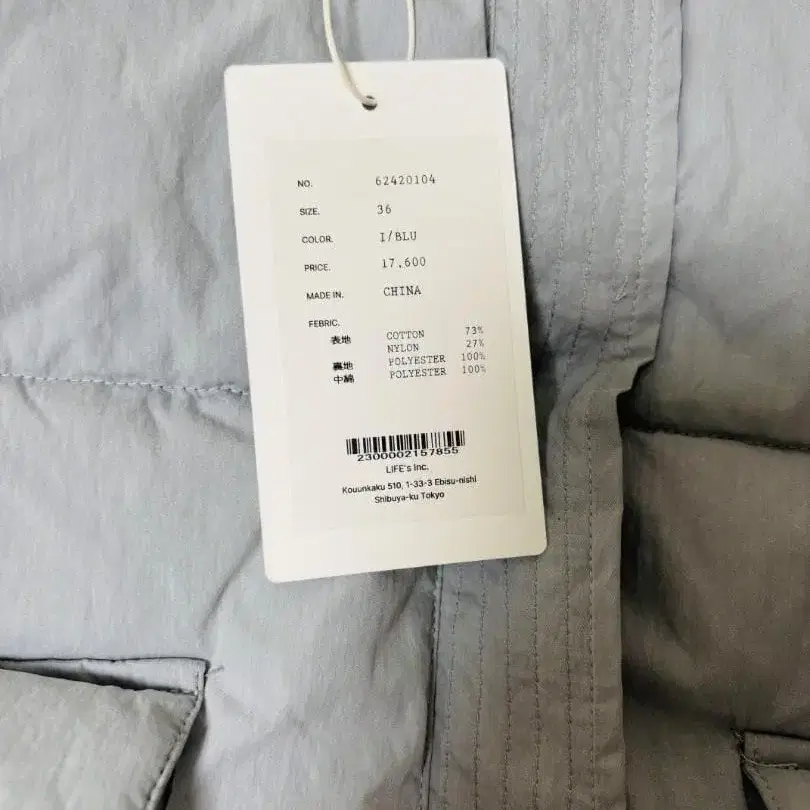 NO. 62420104
SIZE. 36
COLOR. I/BLU
PRICE. 17,600
MADE IN. CHINA
FEBRIC.
表地 COTTON 73%
NYLON 27%
裏地 POLYESTER 100%
中綿 POLYESTER 100%
2300002157855
LIFE's inc.
Kouunkaku 510, 1-33-3 Ebisu-nishi
Shibuya-ku Tokyo